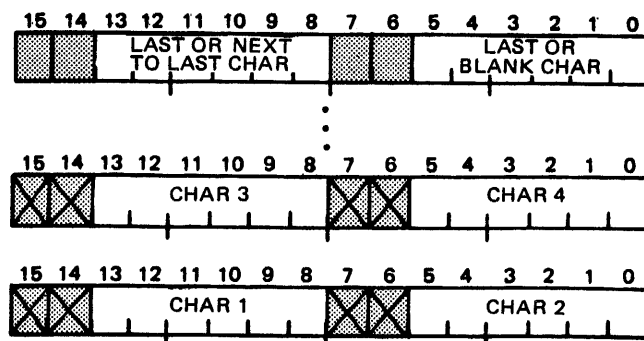 15 14 13 12 11 10 9 8 7 6 5 4 3 2 1 0
LAST OR NEXT TO LAST CHAR
LAST OR BLANK CHAR
15 14 13 12 11 10 9 8 7 6 5 4 3 2 1 0
CHAR 3 CHAR 4
15 14 13 12 11 10 9 8 7 6 5 4 3 2 1 0
CHAR 1 CHAR 2